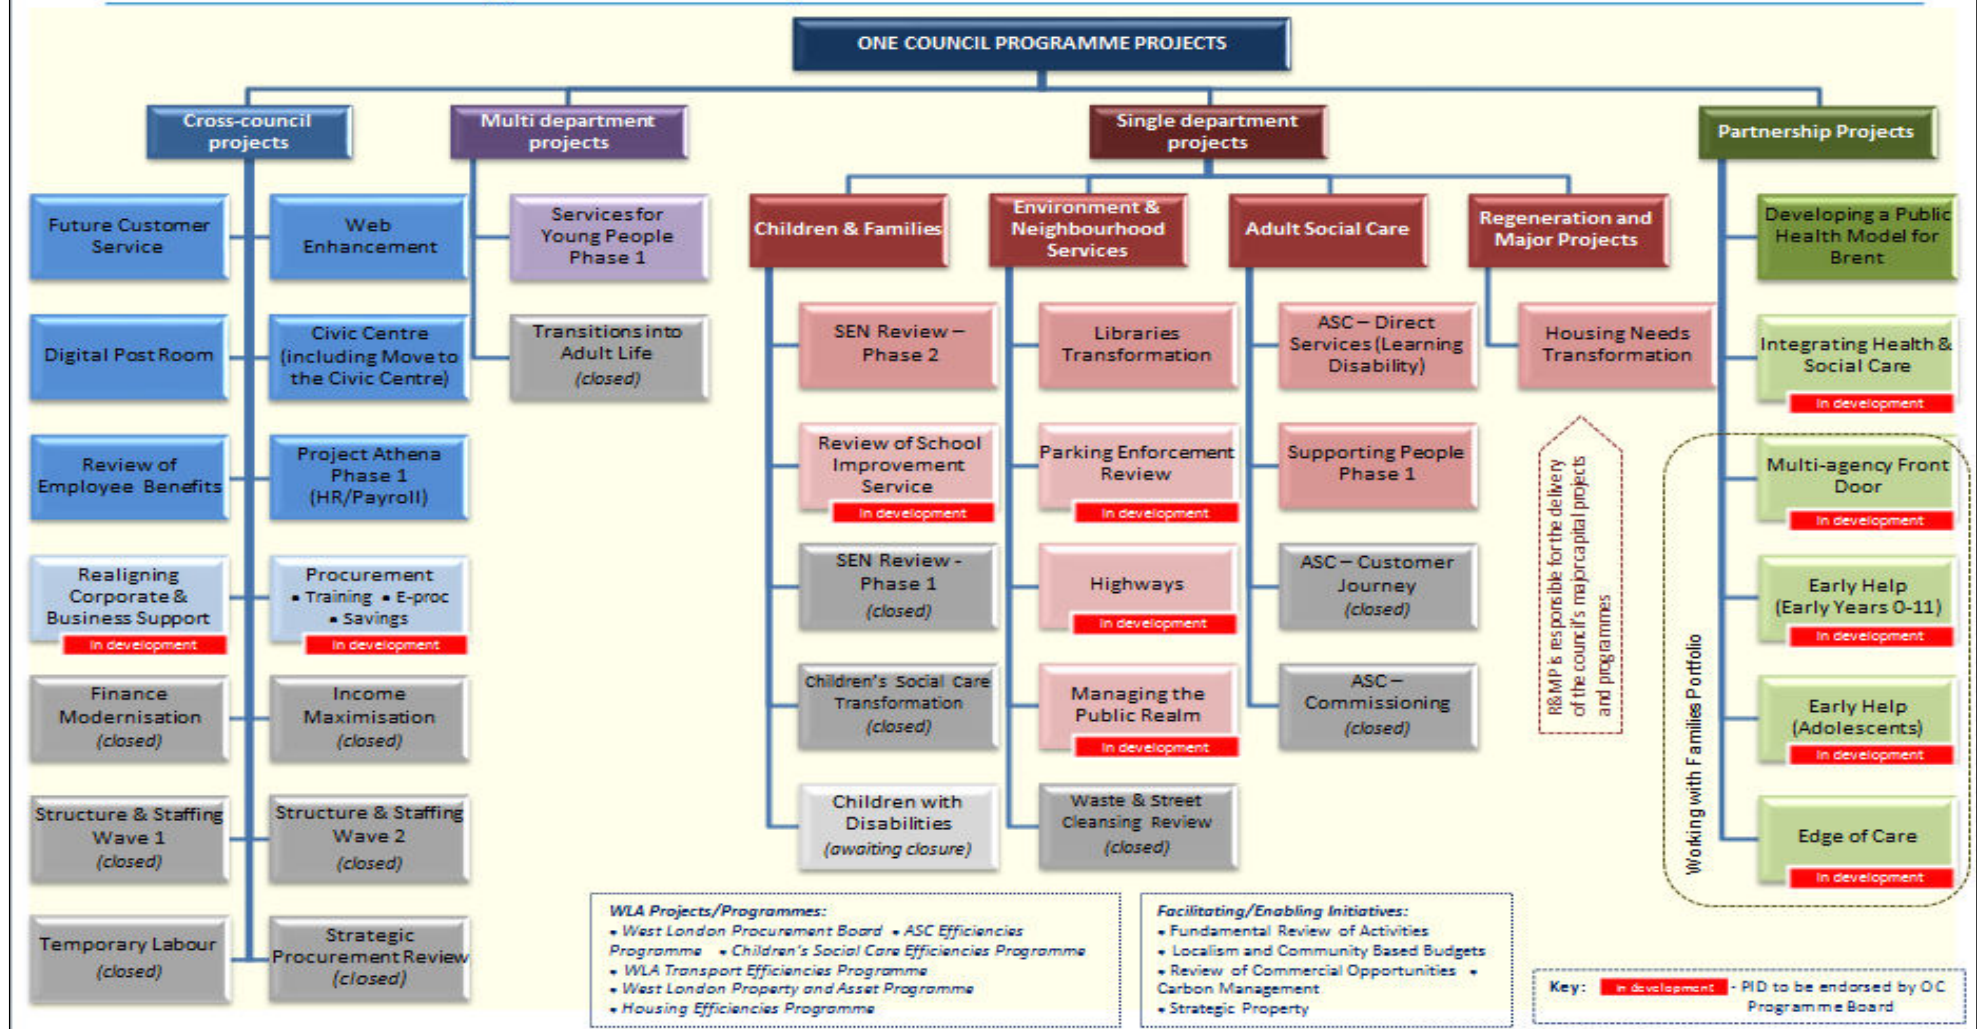 ONE COUNCIL PROGRAMME PROJECTS
Cross-council
projects
Future Customer
Service
Web
Enhancement
Digital Post Room
Civic Centre
(including Move to
the Civic Centre)
Review of
Employee Benefits
Project Athena
Phase 1
(HR/Payroll)
Realigning
Corporate &
Business Support
In development
Procurement
• Training • E-proc
• Savings
In development
Finance
Modernisation
(closed)
Income
Maximisation
(closed)
Structure & Staffing
Wave 1
(closed)
Structure & Staffing
Wave 2
(closed)
Temporary Labour
(closed)
Strategic
Procurement Review
(closed)
Multi department
projects
Services for
Young People
Phase 1
Transitions into
Adult Life
(closed)
Single department
projects
Children & Families
SEN Review –
Phase 2
Review of School
Improvement
Service
In development
SEN Review -
Phase 1
(closed)
Children's Social Care
Transformation
(closed)
Children with
Disabilities
(awaiting closure)
Environment &
Neighbourhood
Services
Libraries
Transformation
Parking Enforcement
Review
In development
Highways
In development
Managing the
Public Realm
In development
Waste & Street
Cleansing Review
(closed)
Adult Social Care
ASC – Direct
Services (Learning
Disability)
Supporting People
Phase 1
ASC – Customer
Journey
(closed)
ASC –
Commissioning
(closed)
Regeneration and
Major Projects
Housing Needs
Transformation
R&MP is responsible for the delivery
of the council's major capital projects
and programmes
Partnership Projects
Developing a Public
Health Model for
Brent
Integrating Health &
Social Care
In development
Working with Families Portfolio
Multi-agency Front
Door
In development
Early Help
(Early Years 0-11)
In development
Early Help
(Adolescents)
In development
Edge of Care
In development
WLA Projects/Programmes:
• West London Procurement Board • ASC Efficiencies
Programme • Children's Social Care Efficiencies Programme
• WLA Transport Efficiencies Programme
• West London Property and Asset Programme
• Housing Efficiencies Programme
Facilitating/Enabling Initiatives:
• Fundamental Review of Activities
• Localism and Community Based Budgets
• Review of Commercial Opportunities •
Carbon Management
• Strategic Property
Key: In development - PID to be endorsed by OC
Programme Board